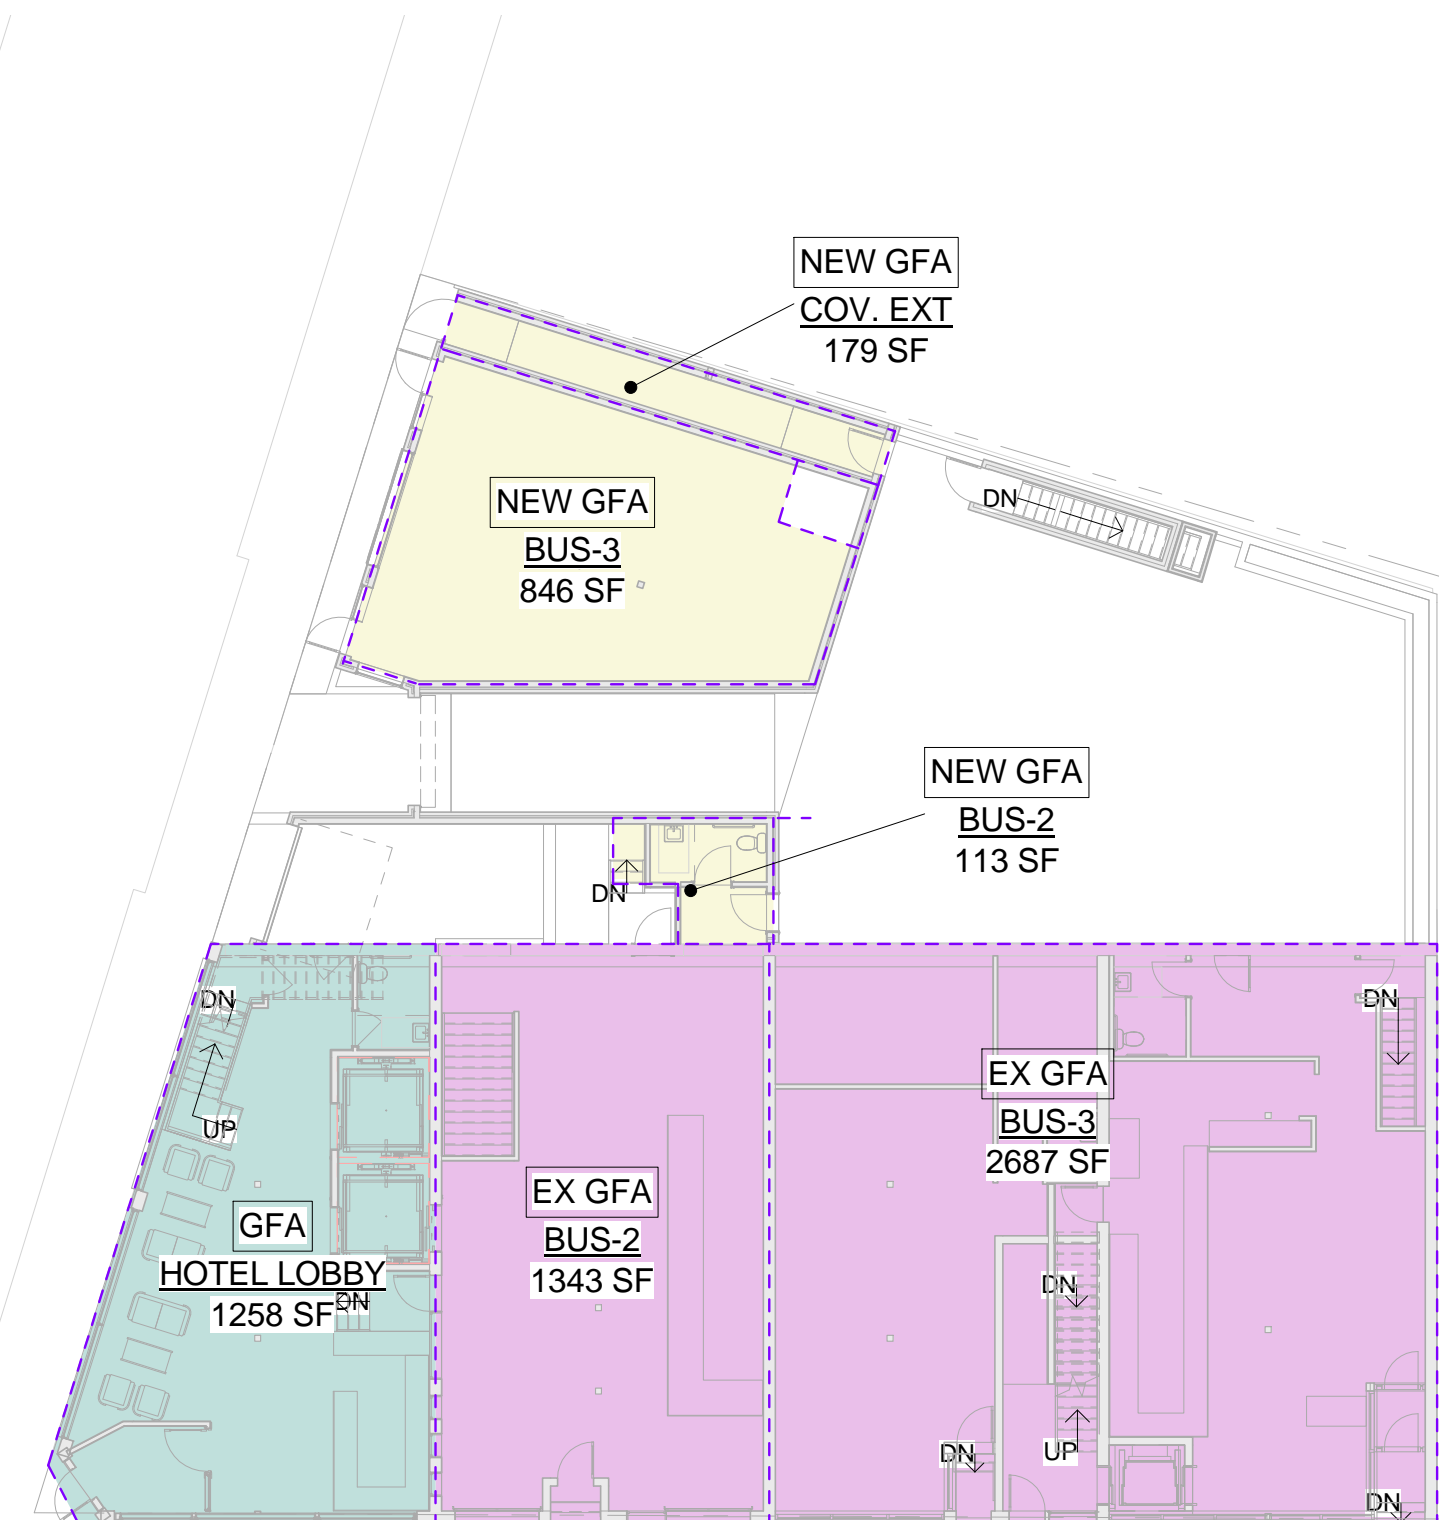 NEW GFA
COV. EXT
179 SF
NEW GFA
BUS-3
846 SF
DN
NEW GFA
BUS-2
113 SF
DN
DN
UP
DN
EX GFA
BUS-3
2687 SF
EX GFA
BUS-2
1343 SF
GFA
HOTEL LOBBY
1258 SF
DN
DN
DN
UP
DN